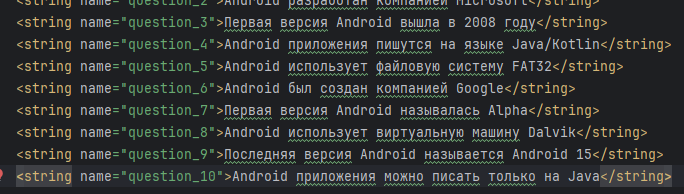 <string name="question_2">Android разработан компанией Microsoft</string>
<string name="question_3">Первая версия Android вышла в 2008 году</string>
<string name="question_4">Android приложения пишутся на языке Java/Kotlin</string>
<string name="question_5">Android использует файловую систему FAT32</string>
<string name="question_6">Android был создан компанией Google</string>
<string name="question_7">Первая версия Android называлась Alpha</string>
<string name="question_8">Android использует виртуальную машину Dalvik</string>
<string name="question_9">Последняя версия Android называется Android 15</string>
<string name="question_10">Android приложения можно писать только на Java</string>